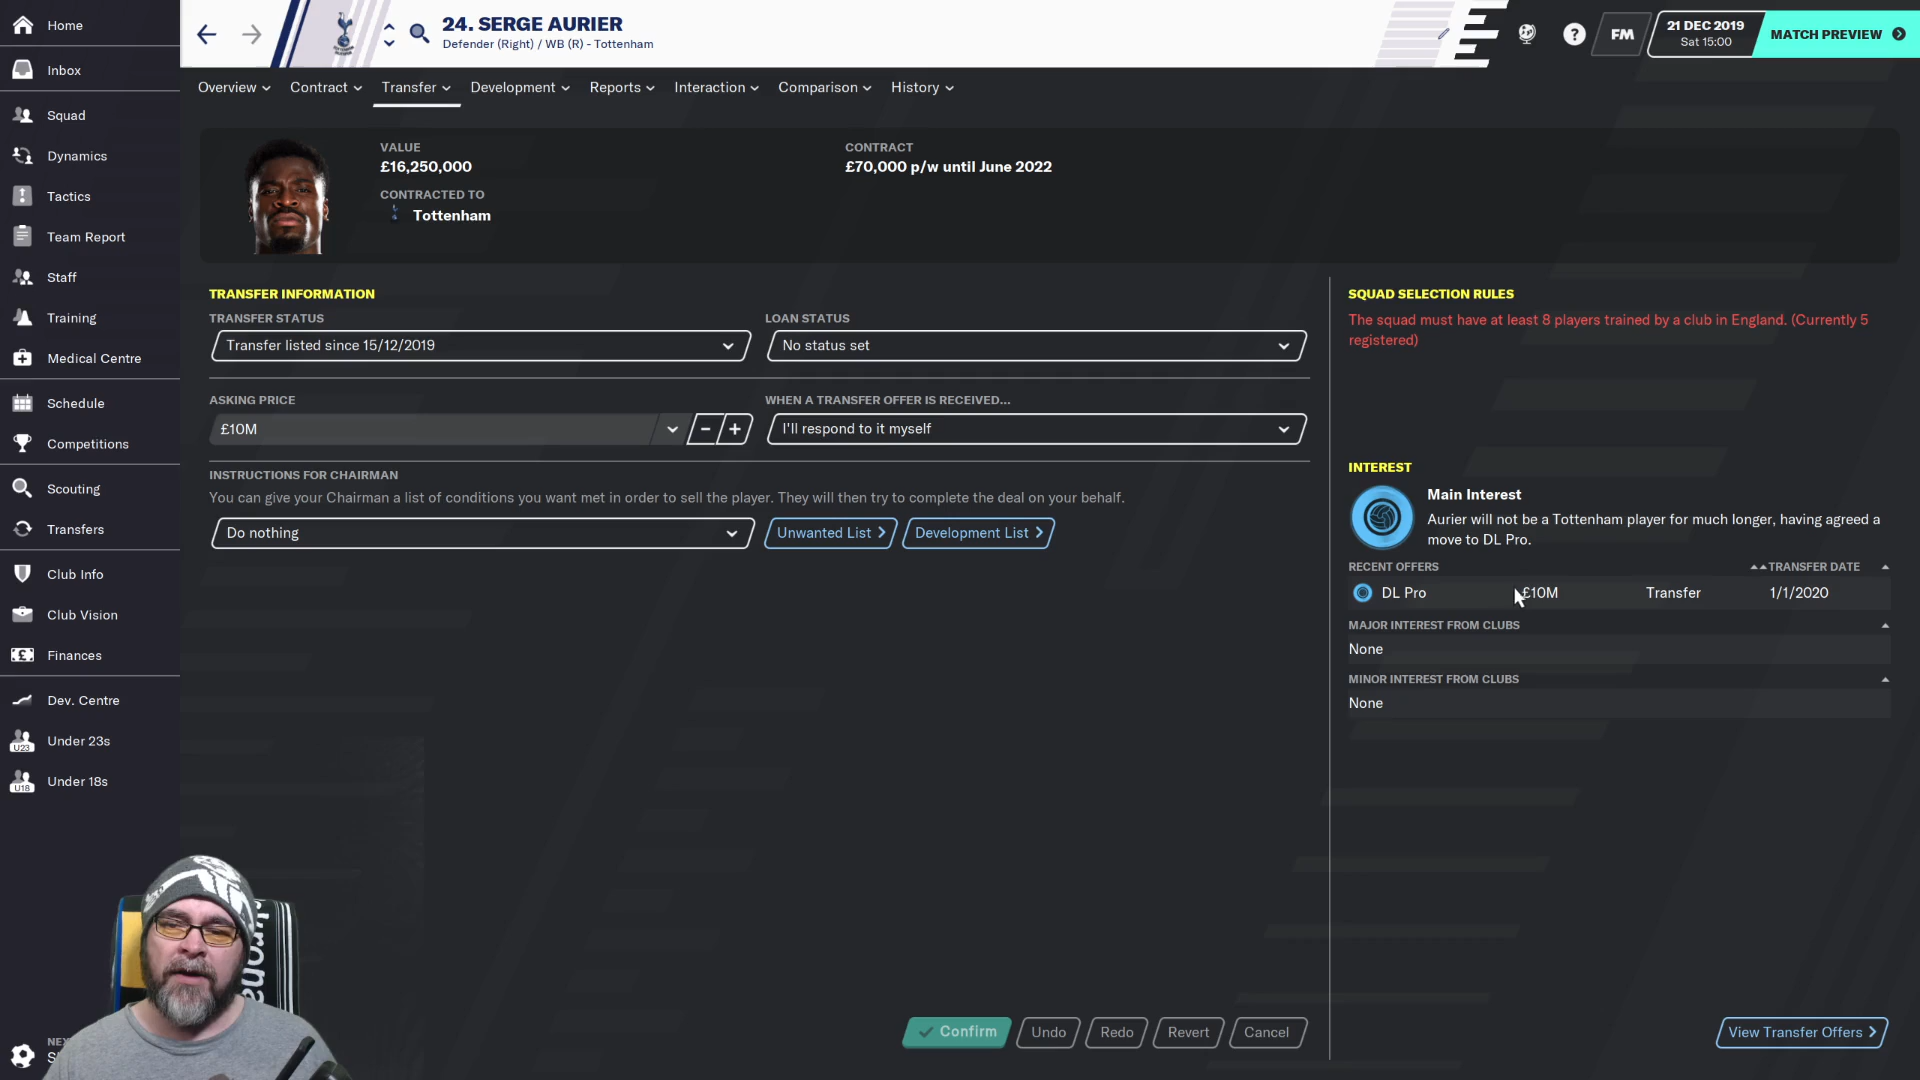 Home
Inbox
Squad
Dynamics
Tactics
Team Report
Staff
Training
Medical Centre
Schedule
Competitions
Scouting
Transfers
Club Info
Club Vision
Finances
Dev. Centre
U23 Under 23s
U18 Under 18s
24. SERGE AURIER
Defender (Right) / WB (R) - Tottenham
? FM
21 DEC 2019
Sat 15:00
MATCH PREVIEW
Overview Contract Transfer Development Reports Interaction Comparison History
VALUE
£16,250,000
CONTRACTED TO
Tottenham
CONTRACT
£70,000 p/w until June 2022
TRANSFER INFORMATION
TRANSFER STATUS
Transfer listed since 15/12/2019
LOAN STATUS
No status set
ASKING PRICE
£10M - +
WHEN A TRANSFER OFFER IS RECEIVED...
I'll respond to it myself
INSTRUCTIONS FOR CHAIRMAN
You can give your Chairman a list of conditions you want met in order to sell the player. They will then try to complete the deal on your behalf.
Do nothing
Unwanted List > Development List >
SQUAD SELECTION RULES
The squad must have at least 8 players trained by a club in England. (Currently 5
registered)
INTEREST
Main Interest
Aurier will not be a Tottenham player for much longer, having agreed a
move to DL Pro.
RECENT OFFERS TRANSFER DATE
DL Pro £10M Transfer 1/1/2020
MAJOR INTEREST FROM CLUBS
None
MINOR INTEREST FROM CLUBS
None
Confirm Undo Redo Revert Cancel
View Transfer Offers >